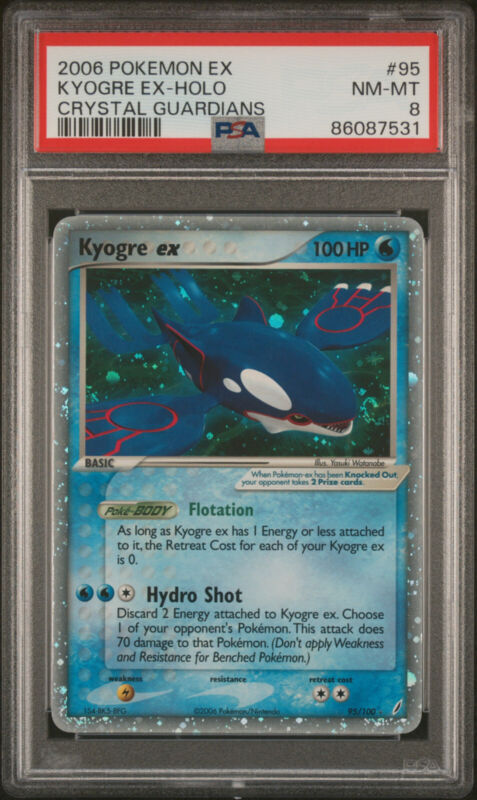 2006 POKEMON EX #95
KYOGRE EX-HOLO NM-MT
CRYSTAL GUARDIANS 8
PSA 86087531
Kyogre ex 100 HP
BASIC
Illus. Yasuki Watanabe
When Pokémon-ex has been Knocked Out,
your opponent takes 2 Prize cards.
Poké-BODY Flotation
As long as Kyogre ex has 1 Energy or less attached
to it, the Retreat Cost for each of your Kyogre ex
is 0.
Hydro Shot
Discard 2 Energy attached to Kyogre ex. Choose
1 of your opponent's Pokémon. This attack does
70 damage to that Pokémon. (Don't apply Weakness
and Resistance for Benched Pokémon.)
weakness resistance retreat cost
1S4-BK5-BFG ©2006 Pokémon/Nintendo 95/100
PSA